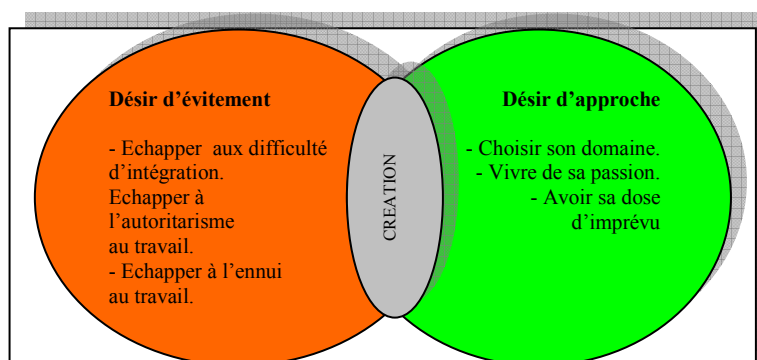 Désir d'évitement
- Echapper aux difficulté
d'intégration.
Echapper à
l'autoritarisme
au travail.
- Echapper à l'ennui
au travail.
CREATION
Désir d'approche
- Choisir son domaine.
- Vivre de sa passion.
- Avoir sa dose
d'imprévu